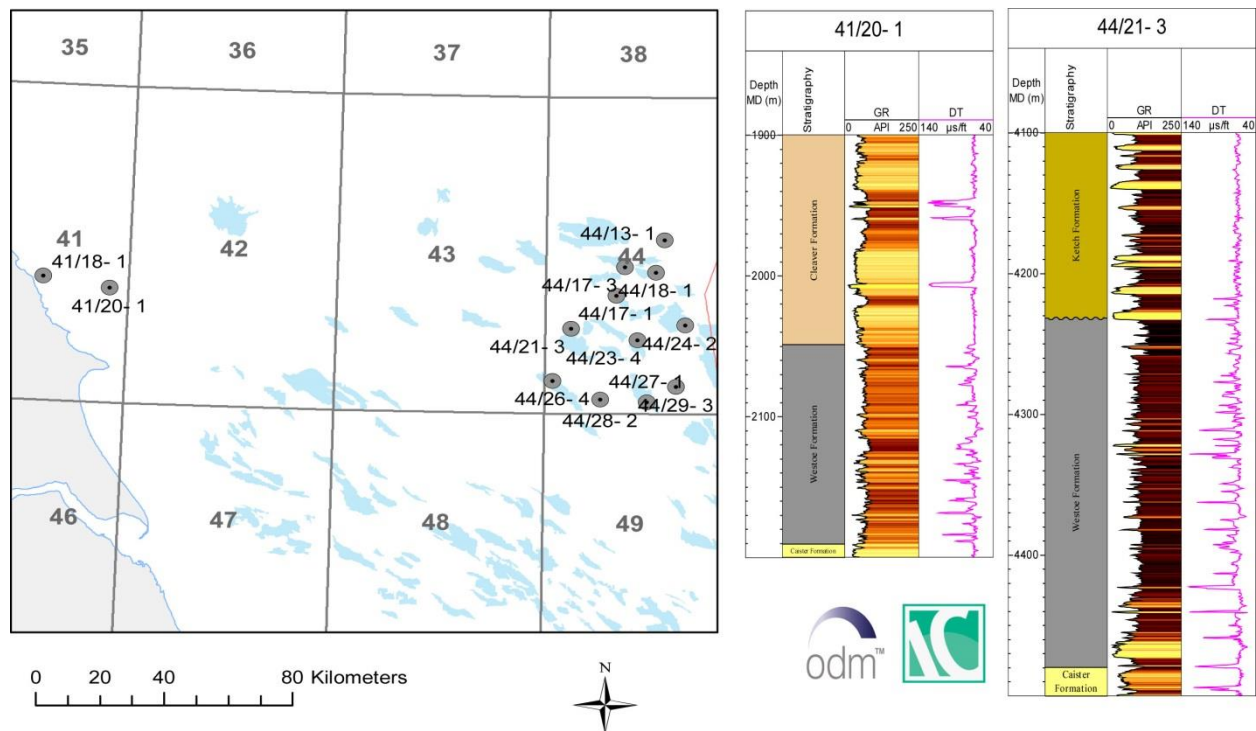 35
36
37
38
41
42
43
44
44/13- 1
41/18- 1
41/20- 1
44/17- 3
44/18- 1
44/17- 1
44/21- 3
44/24- 2
44/23- 4
44/27- 1
44/26- 4
44/29- 3
44/28- 2
46
47
48
49
0 20 40 80 Kilometers
N
41/20- 1
Depth
MD (m)
Stratigraphy
GR
0 API 250
DT
140 µs/ft 40
1900
2000
2100
Cleaver Formation
Westoe Formation
Caister Formation
odm™
44/21- 3
Depth
MD (m)
Stratigraphy
GR
0 API 250
DT
140 µs/ft 40
4100
4200
4300
4400
Ketch Formation
Westoe Formation
Caister
Formation